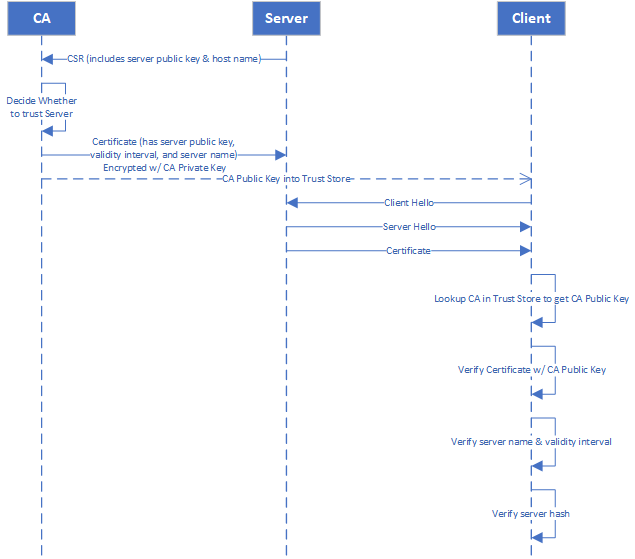 CA
Server
Client
CSR (includes server public key & host name)
Decide Whether
to trust Server
Certificate (has server public key,
validity interval, and server name)
Encrypted w/ CA Private Key
CA Public Key into Trust Store
Client Hello
Server Hello
Certificate
Lookup CA in Trust Store to get CA Public Key
Verify Certificate w/ CA Public Key
Verify server name & validity interval
Verify server hash